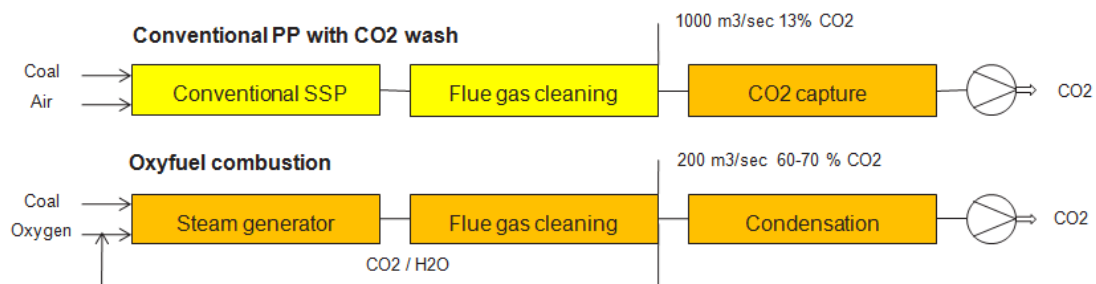 1000 m3/sec 13% CO2
Conventional PP with CO2 wash
Coal
Air
Conventional SSP
Flue gas cleaning
CO2 capture
CO2
Oxyfuel combustion
200 m3/sec 60-70 % CO2
Coal
Oxygen
Steam generator
Flue gas cleaning
Condensation
CO2
CO2 / H2O